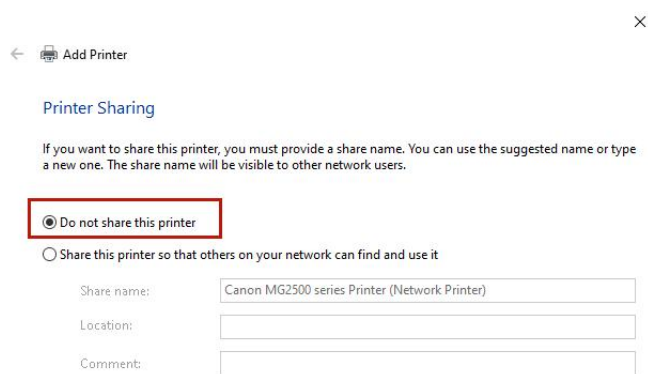 Add Printer
Printer Sharing
If you want to share this printer, you must provide a share name. You can use the suggested name or type
a new one. The share name will be visible to other network users.
Do not share this printer
Share this printer so that others on your network can find and use it
Share name:
Canon MG2500 series Printer (Network Printer)
Location:
Comment: